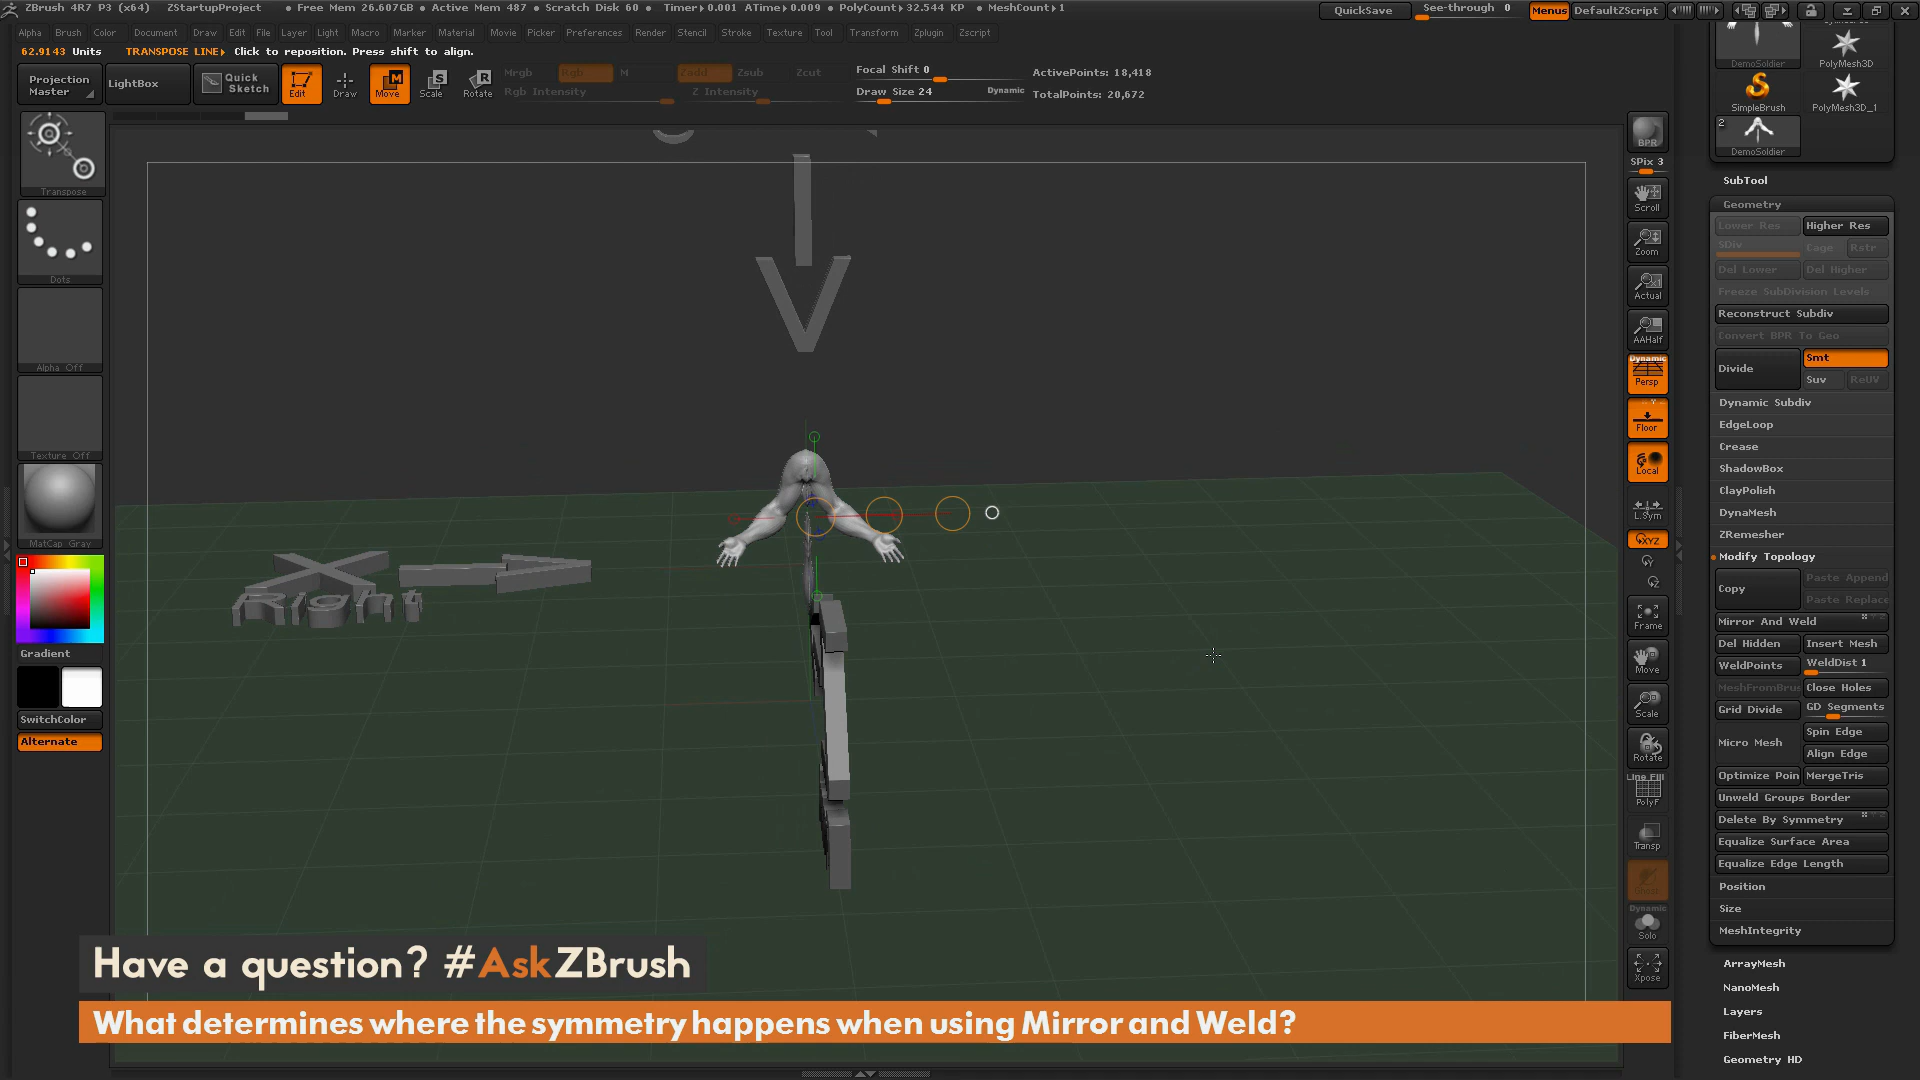 ZBrush 4R7 P3 (x64) ZStartupProject • Free Mem 26.607GB • Active Mem 487 • Scratch Disk 60 • Timer▸0.001 ATime▸0.009 • PolyCount▸32.544 KP • MeshCount▸1 QuickSave See-through 0 Menus DefaultZScript
Alpha Brush Color Document Draw Edit File Layer Light Macro Marker Material Movie Picker Preferences Render Stencil Stroke Texture Tool Transform Zplugin Zscript
62.9143 Units TRANSPOSE LINE▸ Click to reposition. Press shift to align.
Projection Master
LightBox
Quick Sketch
Edit
Draw
Move
Scale
Rotate
Mrgb Rgb M Zadd Zsub Zcut
Rgb Intensity Z Intensity
Focal Shift 0
Draw Size 24 Dynamic
ActivePoints: 18,418
TotalPoints: 20,672
Transpose
Dots
Alpha Off
Texture Off
MatCap Gray
Gradient
SwitchColor
Alternate
Right
BPR
SPix 3
Scroll
Zoom
Actual
AAHalf
Dynamic
Persp
Floor
Local
L.Sym
XYZ
Y
Z
Frame
Move
Scale
Rotate
Line Fill
PolyF
Transp
Ghost
Dynamic
Solo
Xpose
DemoSoldier PolyMesh3D
SimpleBrush PolyMesh3D_1
2
DemoSoldier
SubTool
Geometry
Lower Res Higher Res
SDiv Cage Rstr
Del Lower Del Higher
Freeze SubDivision Levels
Reconstruct Subdiv
Convert BPR To Geo
Divide Smt
Suv ReUV
Dynamic Subdiv
EdgeLoop
Crease
ShadowBox
ClayPolish
DynaMesh
ZRemesher
Modify Topology
Copy Paste Append
Paste Replace
Mirror And Weld
Del Hidden Insert Mesh
WeldPoints WeldDist 1
MeshFromBru Close Holes
Grid Divide GD Segments
Micro Mesh Spin Edge
Align Edge
Optimize Poin MergeTris
Unweld Groups Border
Delete By Symmetry
Equalize Surface Area
Equalize Edge Length
Position
Size
MeshIntegrity
ArrayMesh
NanoMesh
Layers
FiberMesh
Geometry HD
Have a question? #AskZBrush
What determines where the symmetry happens when using Mirror and Weld?